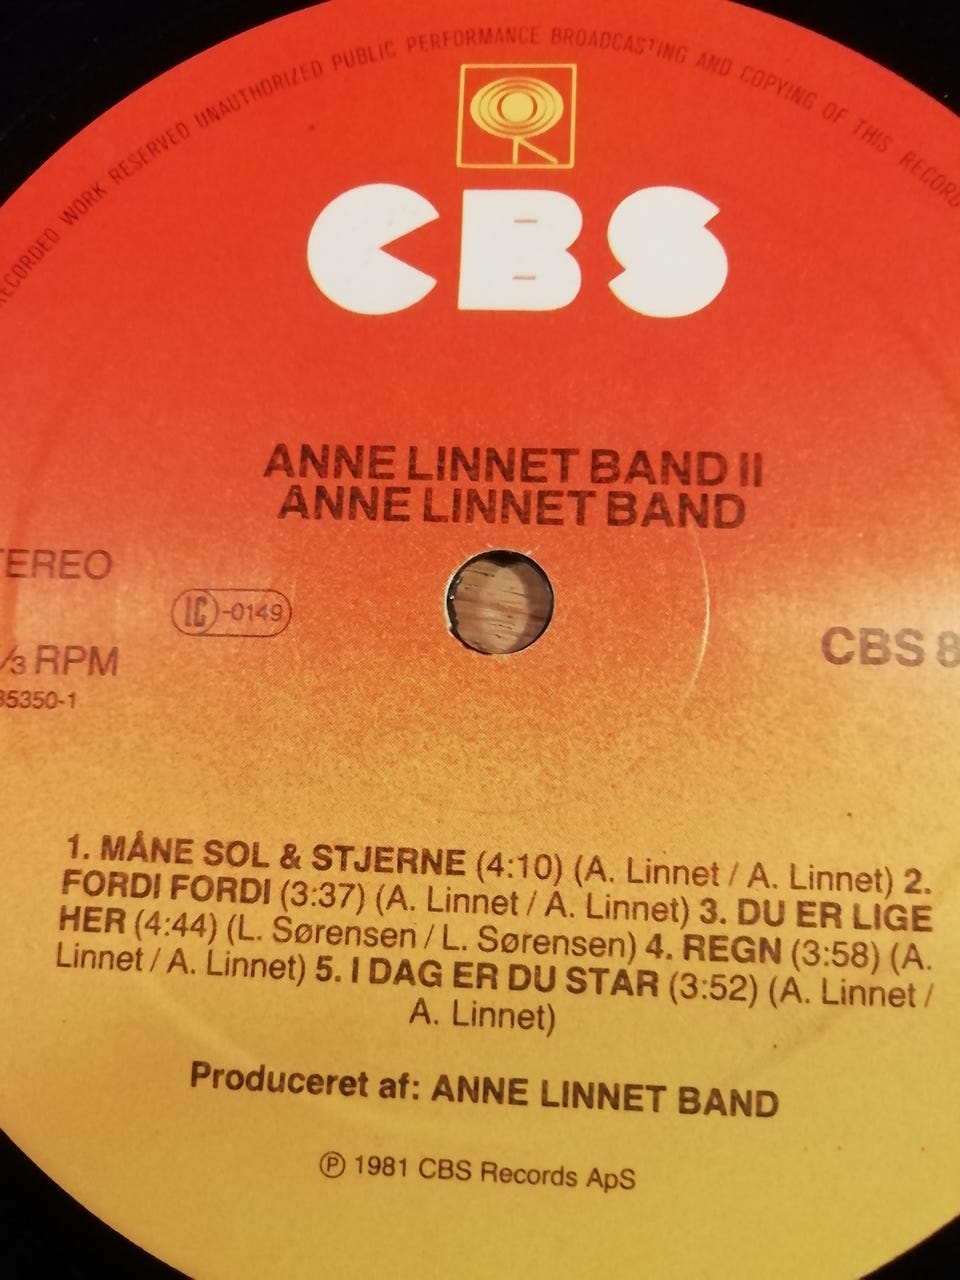 RECORDED WORK RESERVED UNAUTHORIZED PUBLIC PERFORMANCE BROADCASTING AND COPYING OF THIS RECORD
CBS
ANNE LINNET BAND II
ANNE LINNET BAND
TEREO
LC -0149
/3 RPM
CBS 8
85350-1
1. MÅNE SOL & STJERNE (4:10) (A. Linnet / A. Linnet) 2.
FORDI FORDI (3:37) (A. Linnet / A. Linnet) 3. DU ER LIGE
HER (4:44) (L. Sørensen / L. Sørensen) 4. REGN (3:58) (A.
Linnet / A. Linnet) 5. I DAG ER DU STAR (3:52) (A. Linnet /
A. Linnet)
Produceret af: ANNE LINNET BAND
℗ 1981 CBS Records ApS